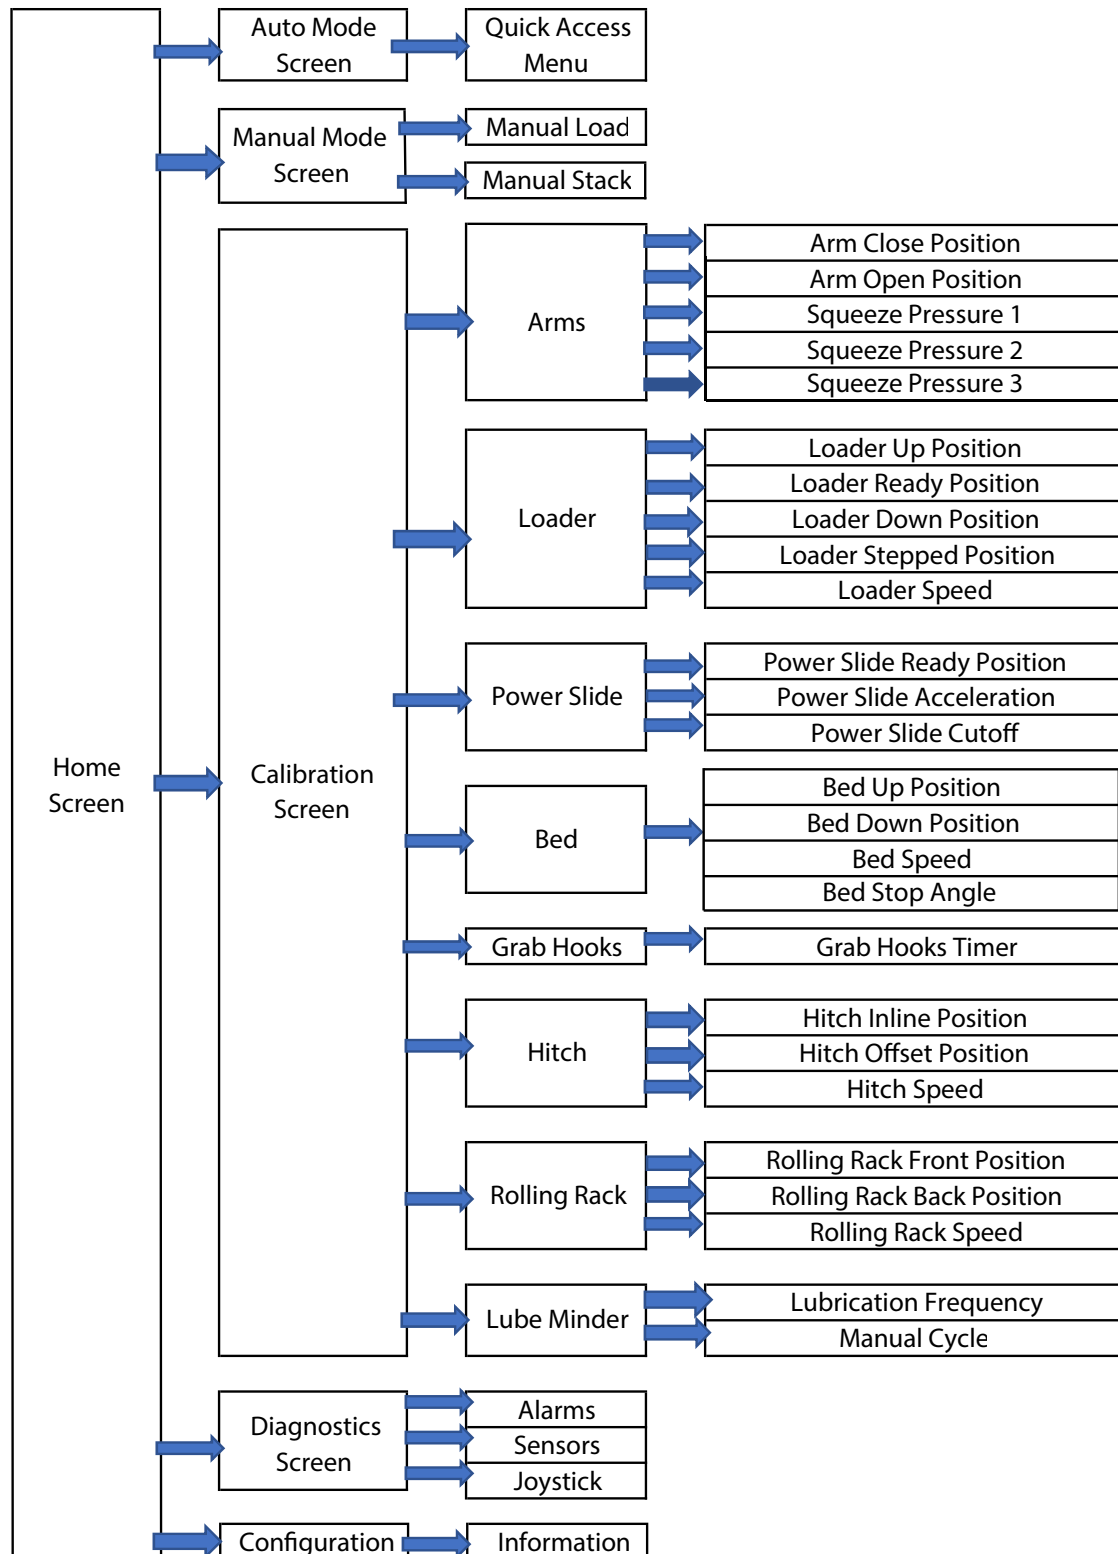 Auto Mode
Screen
Quick Access
Menu
Manual Mode
Screen
Manual Load
Manual Stack
Home
Screen
Calibration
Screen
Arms
Arm Close Position
Arm Open Position
Squeeze Pressure 1
Squeeze Pressure 2
Squeeze Pressure 3
Loader
Loader Up Position
Loader Ready Position
Loader Down Position
Loader Stepped Position
Loader Speed
Power Slide
Power Slide Ready Position
Power Slide Acceleration
Power Slide Cutoff
Bed
Bed Up Position
Bed Down Position
Bed Speed
Bed Stop Angle
Grab Hooks
Grab Hooks Timer
Hitch
Hitch Inline Position
Hitch Offset Position
Hitch Speed
Rolling Rack
Rolling Rack Front Position
Rolling Rack Back Position
Rolling Rack Speed
Lube Minder
Lubrication Frequency
Manual Cycle
Diagnostics
Screen
Alarms
Sensors
Joystick
Configuration
Information